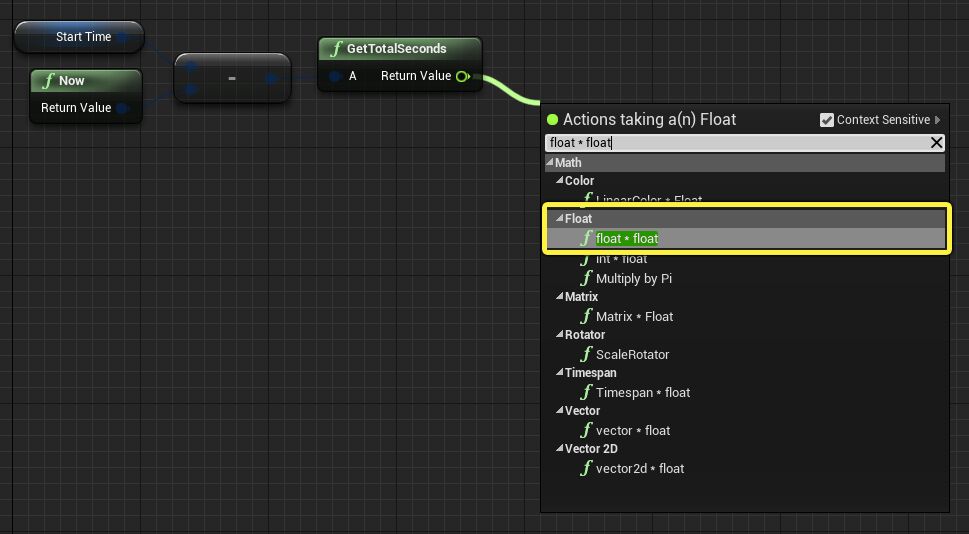 Start Time
f Now
Return Value
-
f GetTotalSeconds
A Return Value
Actions taking a(n) Float Context Sensitive
float * float
Math
Color
f LinearColor * Float
Float
f float * float
f int * float
Multiply by Pi
Matrix
f Matrix * Float
Rotator
f ScaleRotator
Timespan
f Timespan * float
Vector
f vector * float
Vector 2D
f vector2d * float